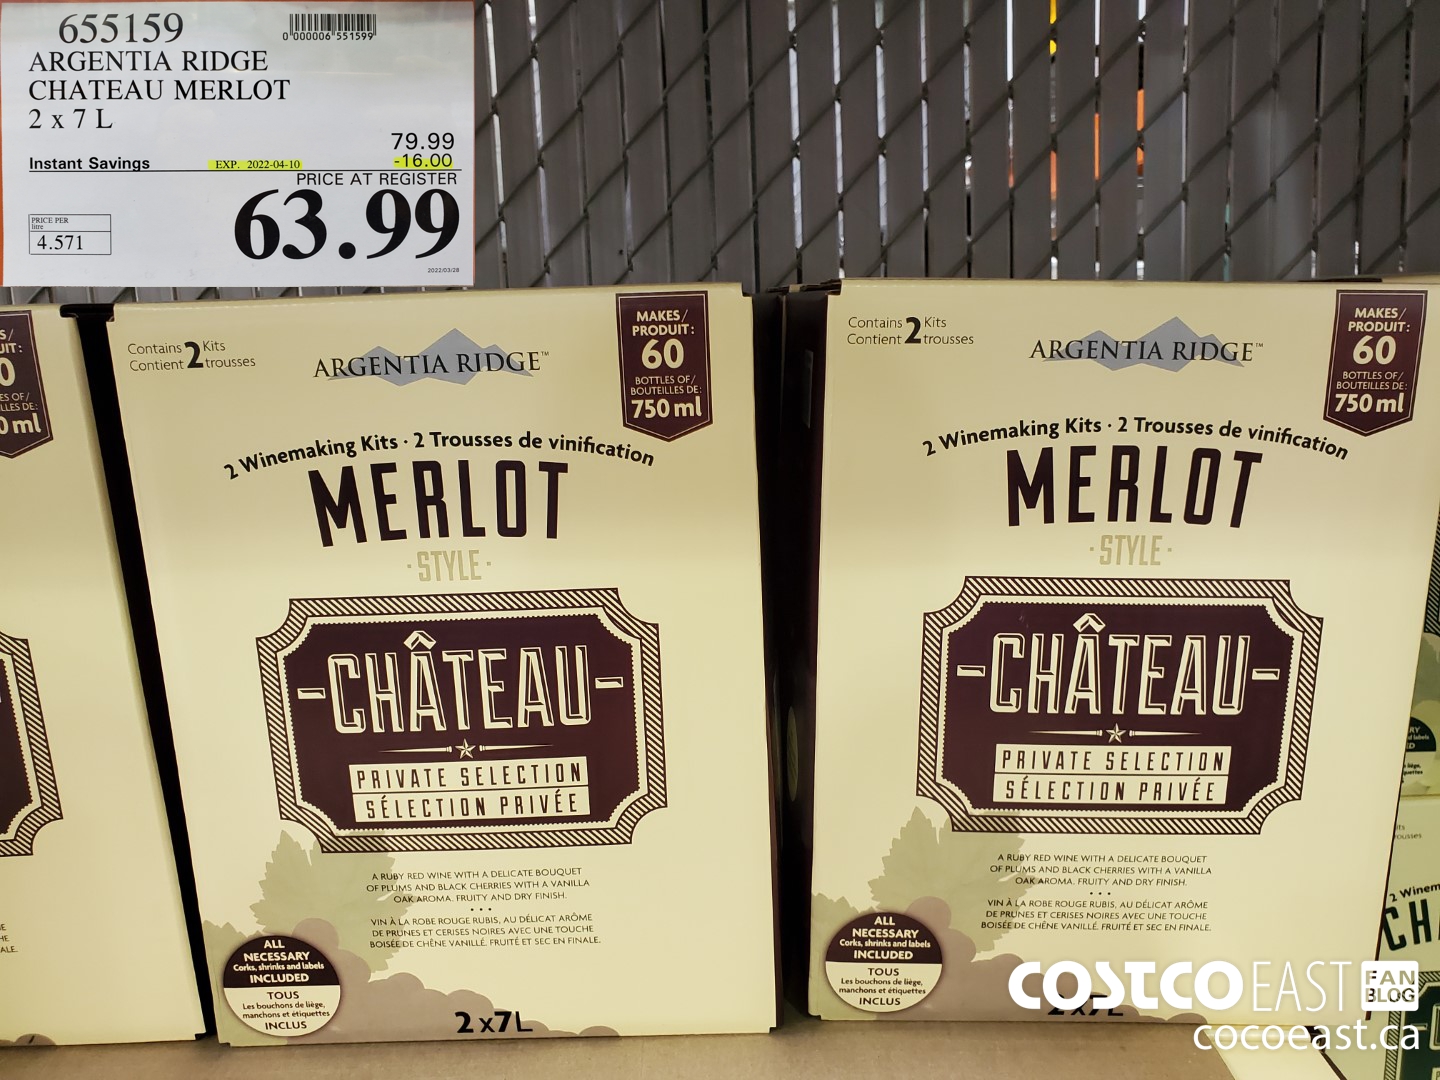 655159
0 000006 551599
ARGENTIA RIDGE
CHATEAU MERLOT
2 x 7 L
79.99
Instant Savings EXP. 2022-04-10 -16.00
PRICE AT REGISTER
63.99
PRICE PER
litre
4.571
2022/03/28
Contains 2 Kits
Contient 2 trousses
ARGENTIA RIDGE™
MAKES/
PRODUIT:
60
BOTTLES OF/
BOUTEILLES DE:
750 ml
2 Winemaking Kits · 2 Trousses de vinification
MERLOT
·STYLE·
-CHÂTEAU-
PRIVATE SELECTION
SÉLECTION PRIVÉE
A RUBY RED WINE WITH A DELICATE BOUQUET
OF PLUMS AND BLACK CHERRIES WITH A VANILLA
OAK AROMA. FRUITY AND DRY FINISH.
• • •
VIN À LA ROBE ROUGE RUBIS, AU DÉLICAT ARÔME
DE PRUNES ET CERISES NOIRES AVEC UNE TOUCHE
BOISÉE DE CHÊNE VANILLÉ. FRUITÉ ET SEC EN FINALE.
ALL
NECESSARY
Corks, shrinks and labels
INCLUDED
TOUS
Les bouchons de liège,
manchons et étiquettes
INCLUS
2x7L
Contains 2 Kits
Contient 2 trousses
ARGENTIA RIDGE™
MAKES/
PRODUIT:
60
BOTTLES OF/
BOUTEILLES DE:
750 ml
2 Winemaking Kits · 2 Trousses de vinification
MERLOT
·STYLE·
-CHÂTEAU-
PRIVATE SELECTION
SÉLECTION PRIVÉE
A RUBY RED WINE WITH A DELICATE BOUQUET
OF PLUMS AND BLACK CHERRIES WITH A VANILLA
OAK AROMA. FRUITY AND DRY FINISH.
• • •
VIN À LA ROBE ROUGE RUBIS, AU DÉLICAT ARÔME
DE PRUNES ET CERISES NOIRES AVEC UNE TOUCHE
BOISÉE DE CHÊNE VANILLÉ. FRUITÉ ET SEC EN FINALE.
ALL
NECESSARY
Corks, shrinks and labels
INCLUDED
TOUS
Les bouchons de liège,
manchons et étiquettes
INCLUS
2x7L
COSTCO EAST FAN BLOG
cocoeast.ca